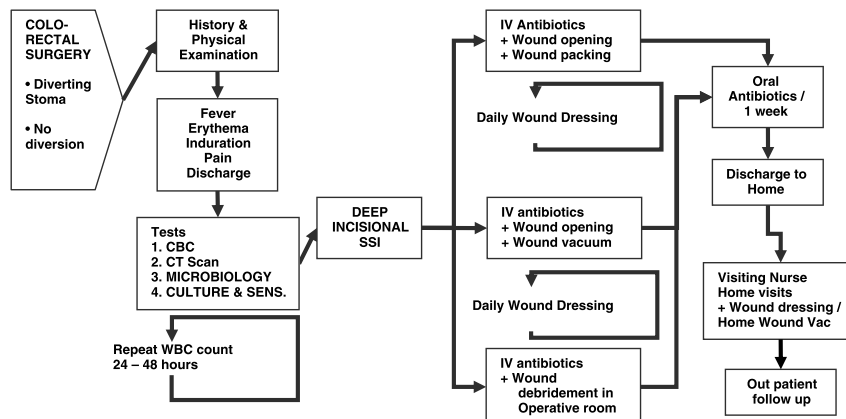 COLO-
RECTAL
SURGERY
• Diverting
Stoma
• No
diversion
History &
Physical
Examination
Fever
Erythema
Induration
Pain
Discharge
Tests
1. CBC
2. CT Scan
3. MICROBIOLOGY
4. CULTURE & SENS.
Repeat WBC count
24 – 48 hours
DEEP
INCISIONAL
SSI
IV Antibiotics
+ Wound opening
+ Wound packing
Daily Wound Dressing
IV antibiotics
+ Wound opening
+ Wound vacuum
Daily Wound Dressing
IV antibiotics
+ Wound
debridement in
Operative room
Oral
Antibiotics /
1 week
Discharge to
Home
Visiting Nurse
Home visits
+ Wound dressing /
Home Wound Vac
Out patient
follow up